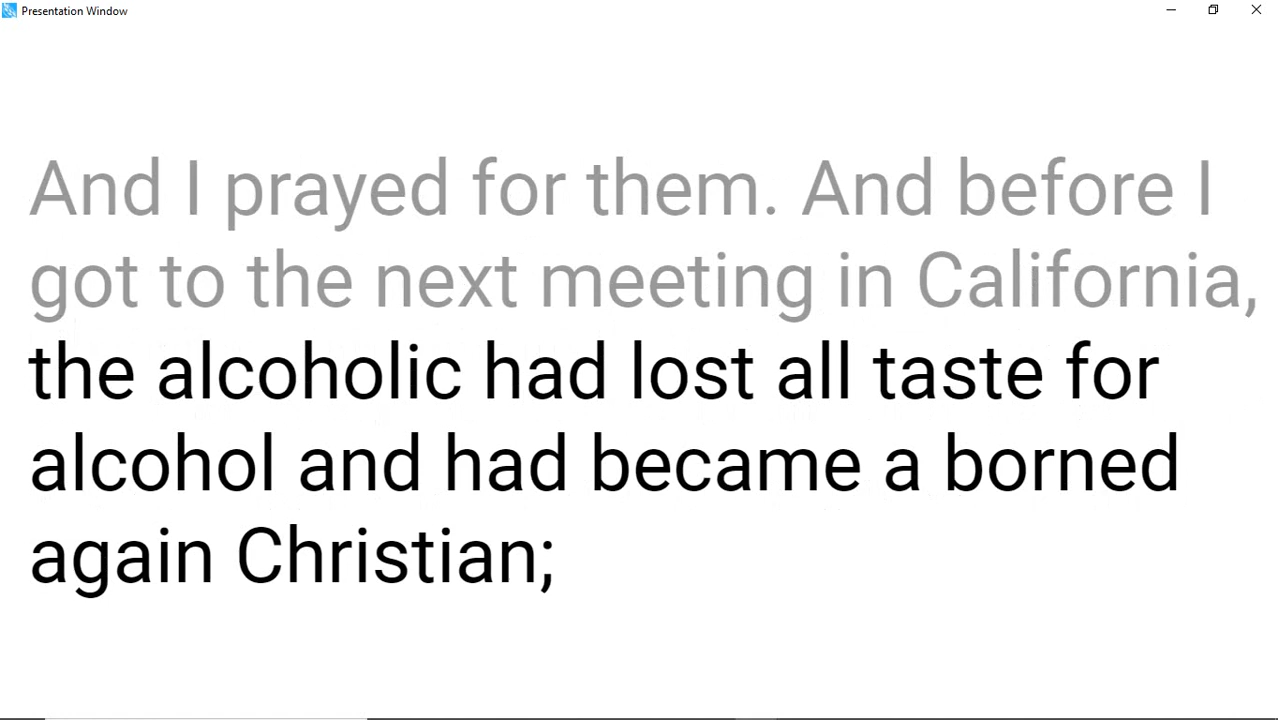 Presentation Window
And I prayed for them. And before I
got to the next meeting in California,
the alcoholic had lost all taste for
alcohol and had became a borned
again Christian;